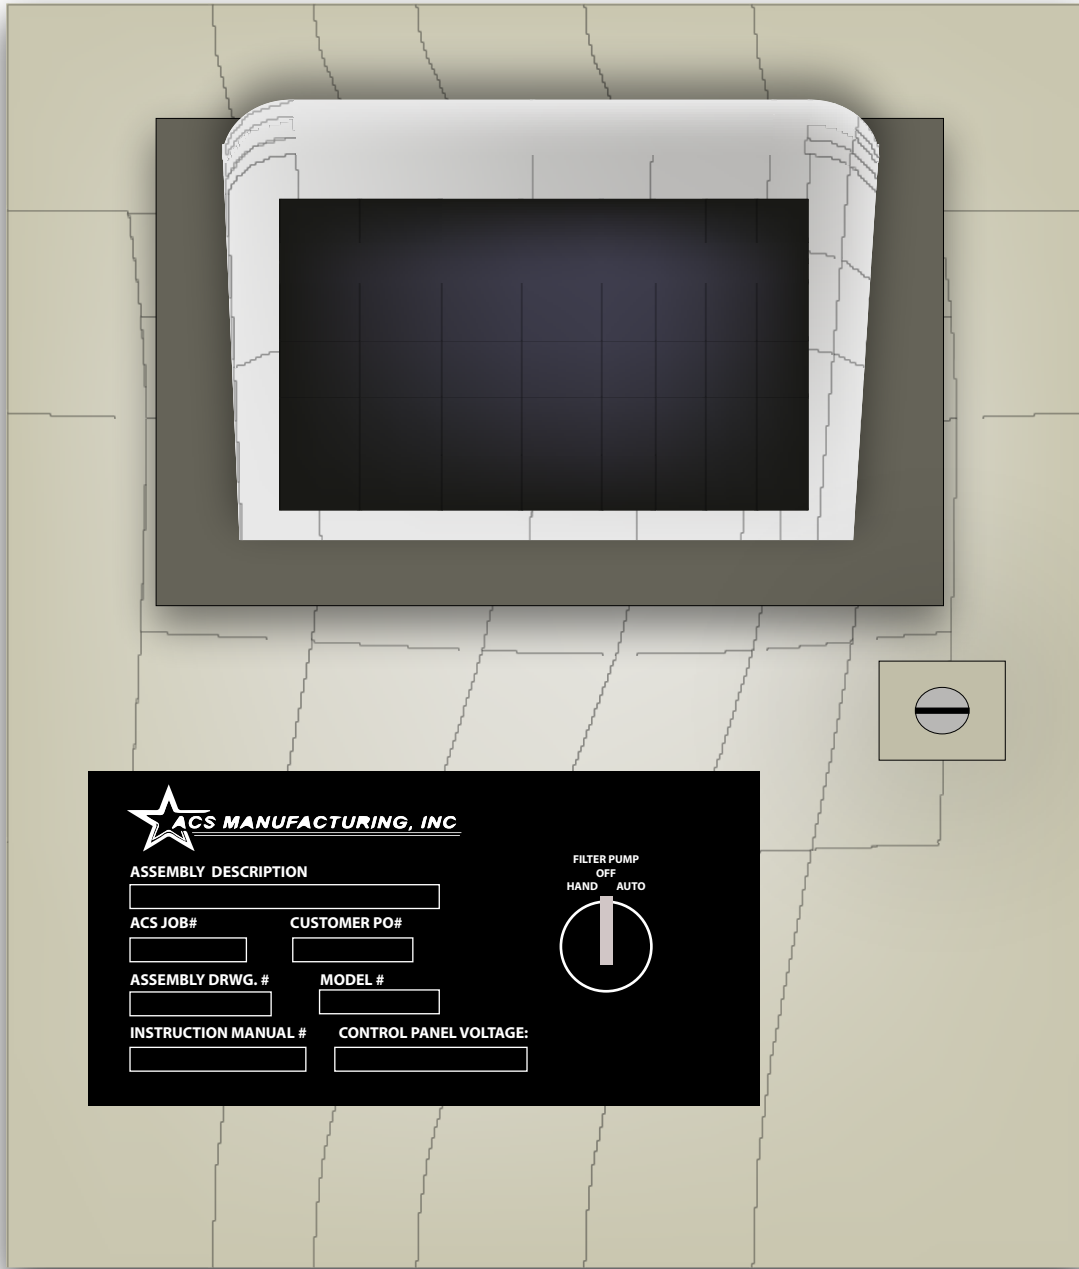 ACS MANUFACTURING, INC
ASSEMBLY DESCRIPTION
ACS JOB# CUSTOMER PO#
ASSEMBLY DRWG. # MODEL #
INSTRUCTION MANUAL # CONTROL PANEL VOLTAGE:
FILTER PUMP
OFF
HAND AUTO